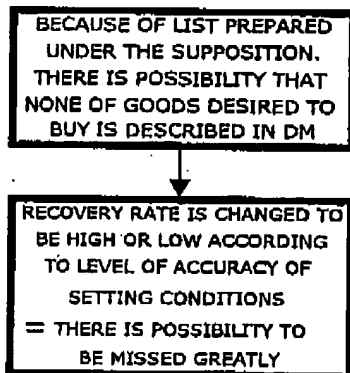 BECAUSE OF LIST PREPARED
UNDER THE SUPPOSITION.
THERE IS POSSIBILITY THAT
NONE OF GOODS DESIRED TO
BUY IS DESCRIBED IN DM
RECOVERY RATE IS CHANGED TO
BE HIGH OR LOW ACCORDING
TO LEVEL OF ACCURACY OF
SETTING CONDITIONS
= THERE IS POSSIBILITY TO
BE MISSED GREATLY